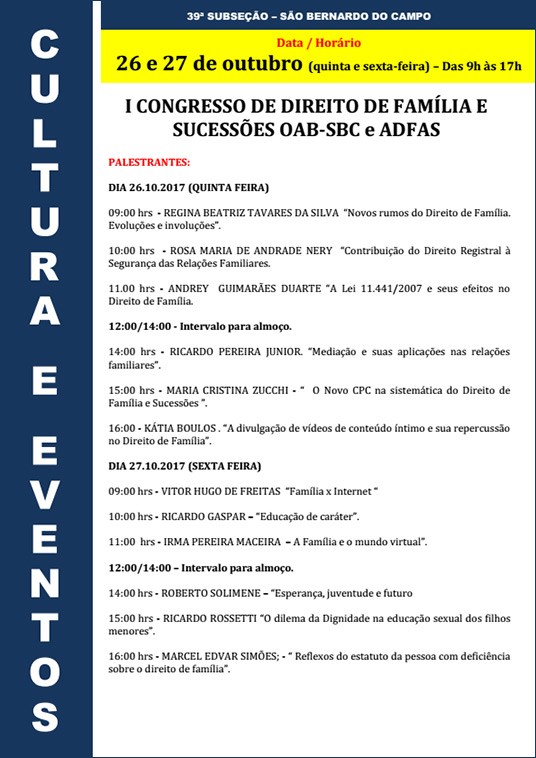 CULTURA E EVENTOS
39ª SUBSEÇÃO – SÃO BERNARDO DO CAMPO
Data / Horário
26 e 27 de outubro (quinta e sexta-feira) – Das 9h às 17h
I CONGRESSO DE DIREITO DE FAMÍLIA E
SUCESSÕES OAB-SBC e ADFAS
PALESTRANTES:
DIA 26.10.2017 (QUINTA FEIRA)
09:00 hrs - REGINA BEATRIZ TAVARES DA SILVA “Novos rumos do Direito de Família.
Evoluções e involuções”.
10:00 hrs - ROSA MARIA DE ANDRADE NERY “Contribuição do Direito Registral à
Segurança das Relações Familiares.
11.00 hrs - ANDREY GUIMARÃES DUARTE “A Lei 11.441/2007 e seus efeitos no
Direito de Família.
12:00/14:00 - Intervalo para almoço.
14:00 hrs - RICARDO PEREIRA JUNIOR. “Mediação e suas aplicações nas relações
familiares”.
15:00 hrs - MARIA CRISTINA ZUCCHI - “ O Novo CPC na sistemática do Direito de
Família e Sucessões ”.
16:00 - KÁTIA BOULOS . “A divulgação de vídeos de conteúdo íntimo e sua repercussão
no Direito de Família”.
DIA 27.10.2017 (SEXTA FEIRA)
09:00 hrs - VITOR HUGO DE FREITAS “Família x Internet “
10:00 hrs - RICARDO GASPAR – “Educação de caráter”.
11:00 hrs - IRMA PEREIRA MACEIRA – A Família e o mundo virtual”.
12:00/14:00 – Intervalo para almoço.
14:00 hrs - ROBERTO SOLIMENE – “Esperança, juventude e futuro
15:00 hrs - RICARDO ROSSETTI “O dilema da Dignidade na educação sexual dos filhos
menores”.
16:00 hrs - MARCEL EDVAR SIMÕES; - “ Reflexos do estatuto da pessoa com deficiência
sobre o direito de família”.